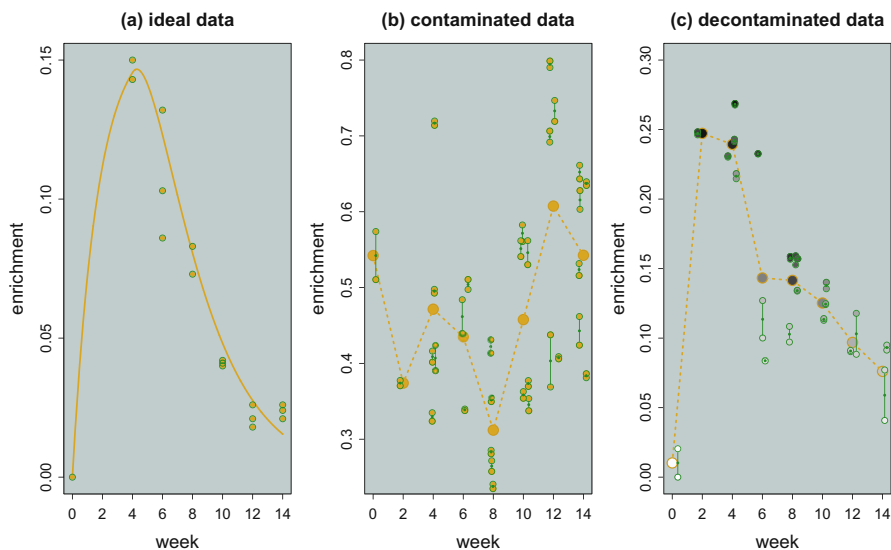 (a) ideal data
(b) contaminated data
(c) decontaminated data
enrichment
0.15
0.10
0.05
0.00
0 2 4 6 8 10 12 14
week
enrichment
0.8
0.7
0.6
0.5
0.4
0.3
0 2 4 6 8 10 12 14
week
enrichment
0.30
0.25
0.20
0.15
0.10
0.05
0.00
0 2 4 6 8 10 12 14
week